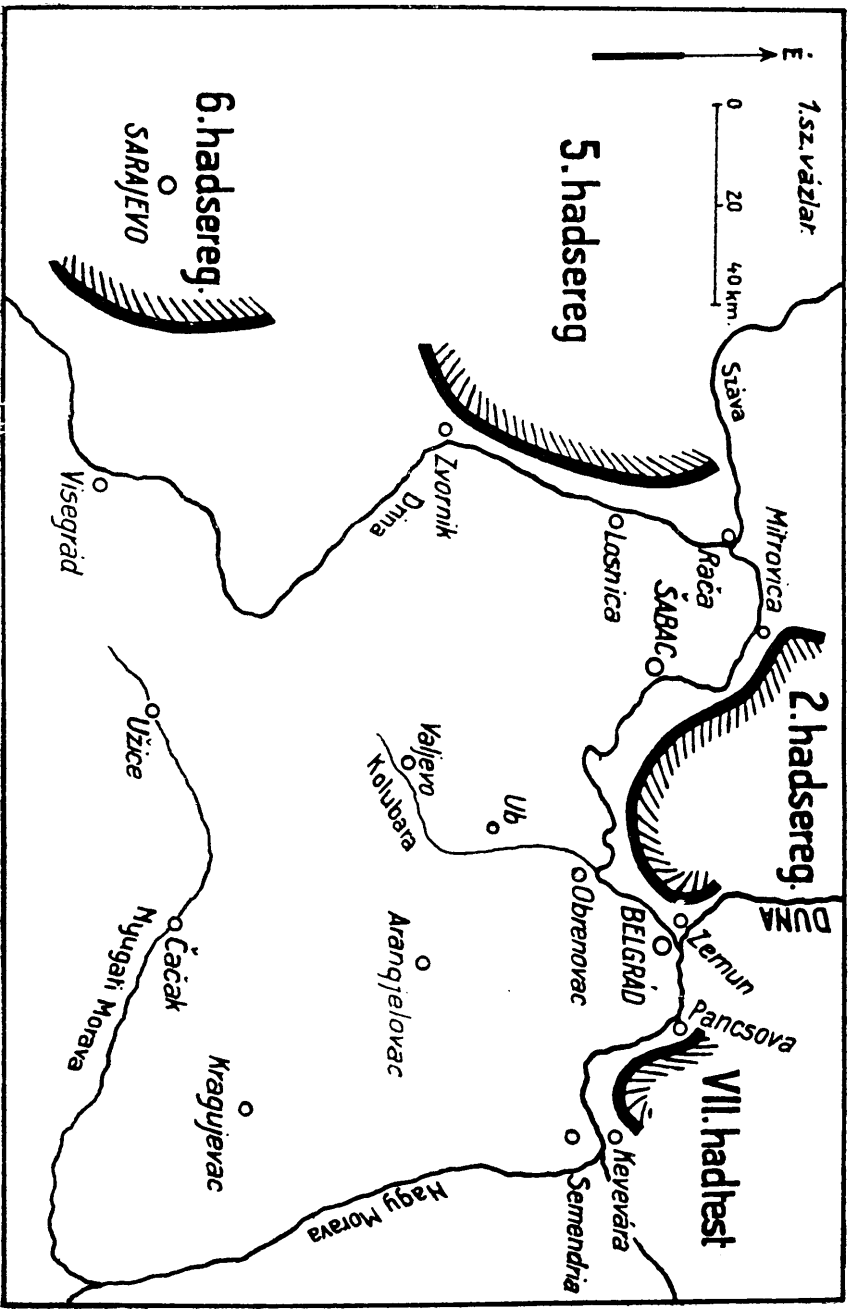 1.sz.vázlat.
É
0 20 40 km.
5.hadsereg
6.hadsereg.
SARAJEVO
2.hadsereg.
VII.hadtest
Száva
Mitrovica
Rača
ŠABAC
Losnica
Zvornik
Drina
Visegrád
DUNA
Zemun
BELGRÁD
Pancsova
Obrenovac
Ub
Valjevo
Kolubara
Užice
Arangjelovac
Čačak
Nyugati Morava
Kragujevac
Kevevára
Semendria
Nagy Morava